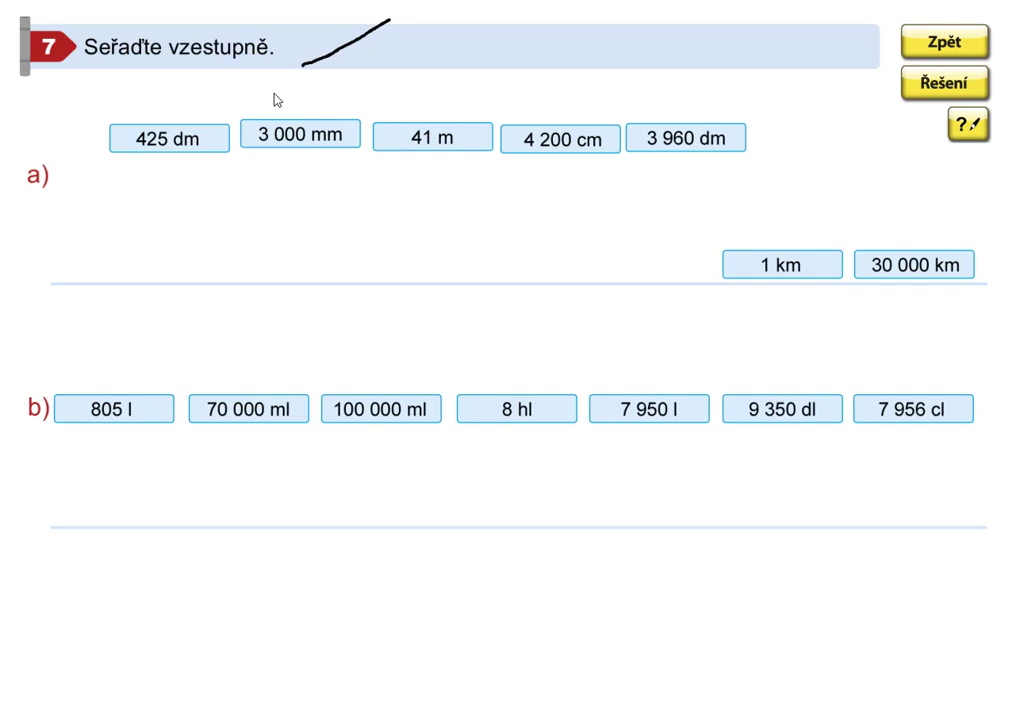 7 Seřaďte vzestupně.
Zpět
Řešení
?
425 dm 3 000 mm 41 m 4 200 cm 3 960 dm
a)
1 km 30 000 km
b) 805 l 70 000 ml 100 000 ml 8 hl 7 950 l 9 350 dl 7 956 cl